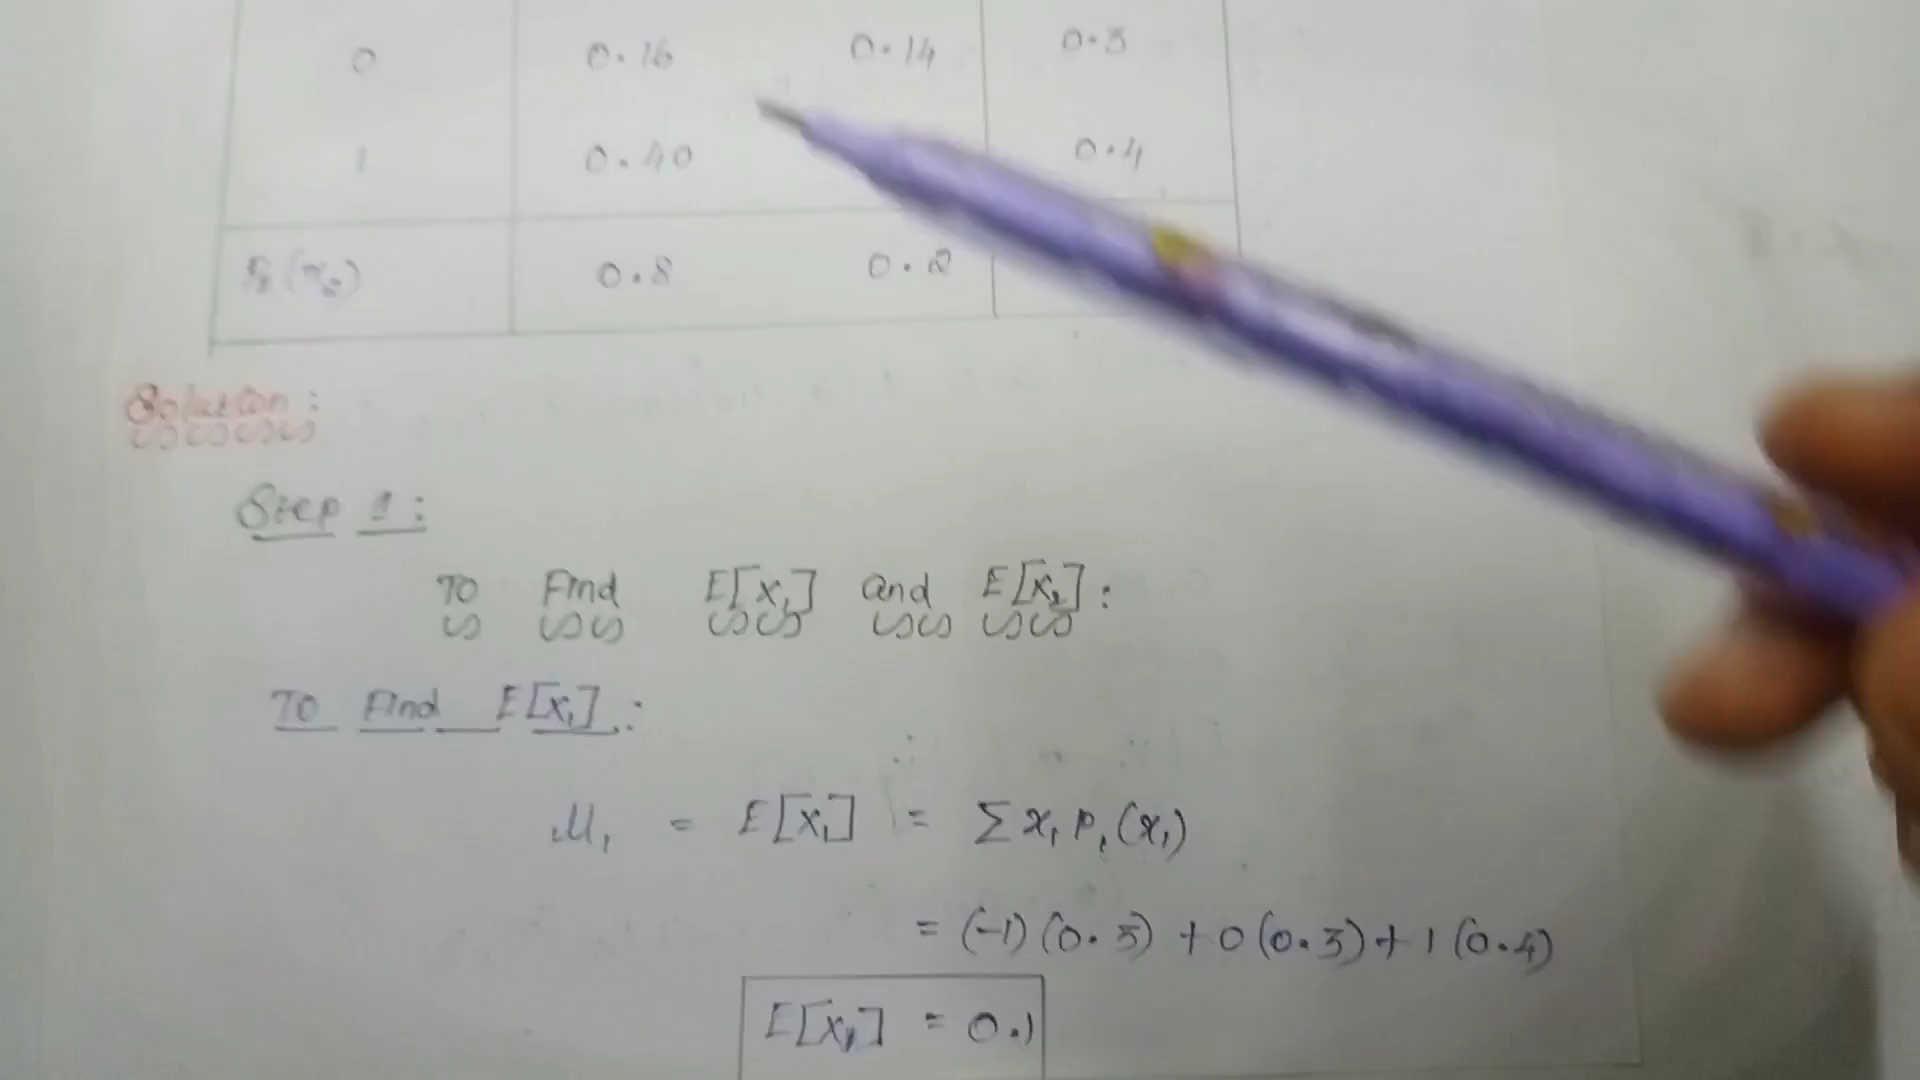 0 0.16 0.14 0.3
1 0.40 0.4
P₂(x₂) 0.8 0.2
Solution:
Step 1:
To Find E[X₁] and E[X₂]:
To Find E[X₁]:
μ₁ = E[X₁] = Σ x₁ P₁(x₁)
= (-1)(0.3) + 0(0.3) + 1(0.4)
E[X₁] = 0.1